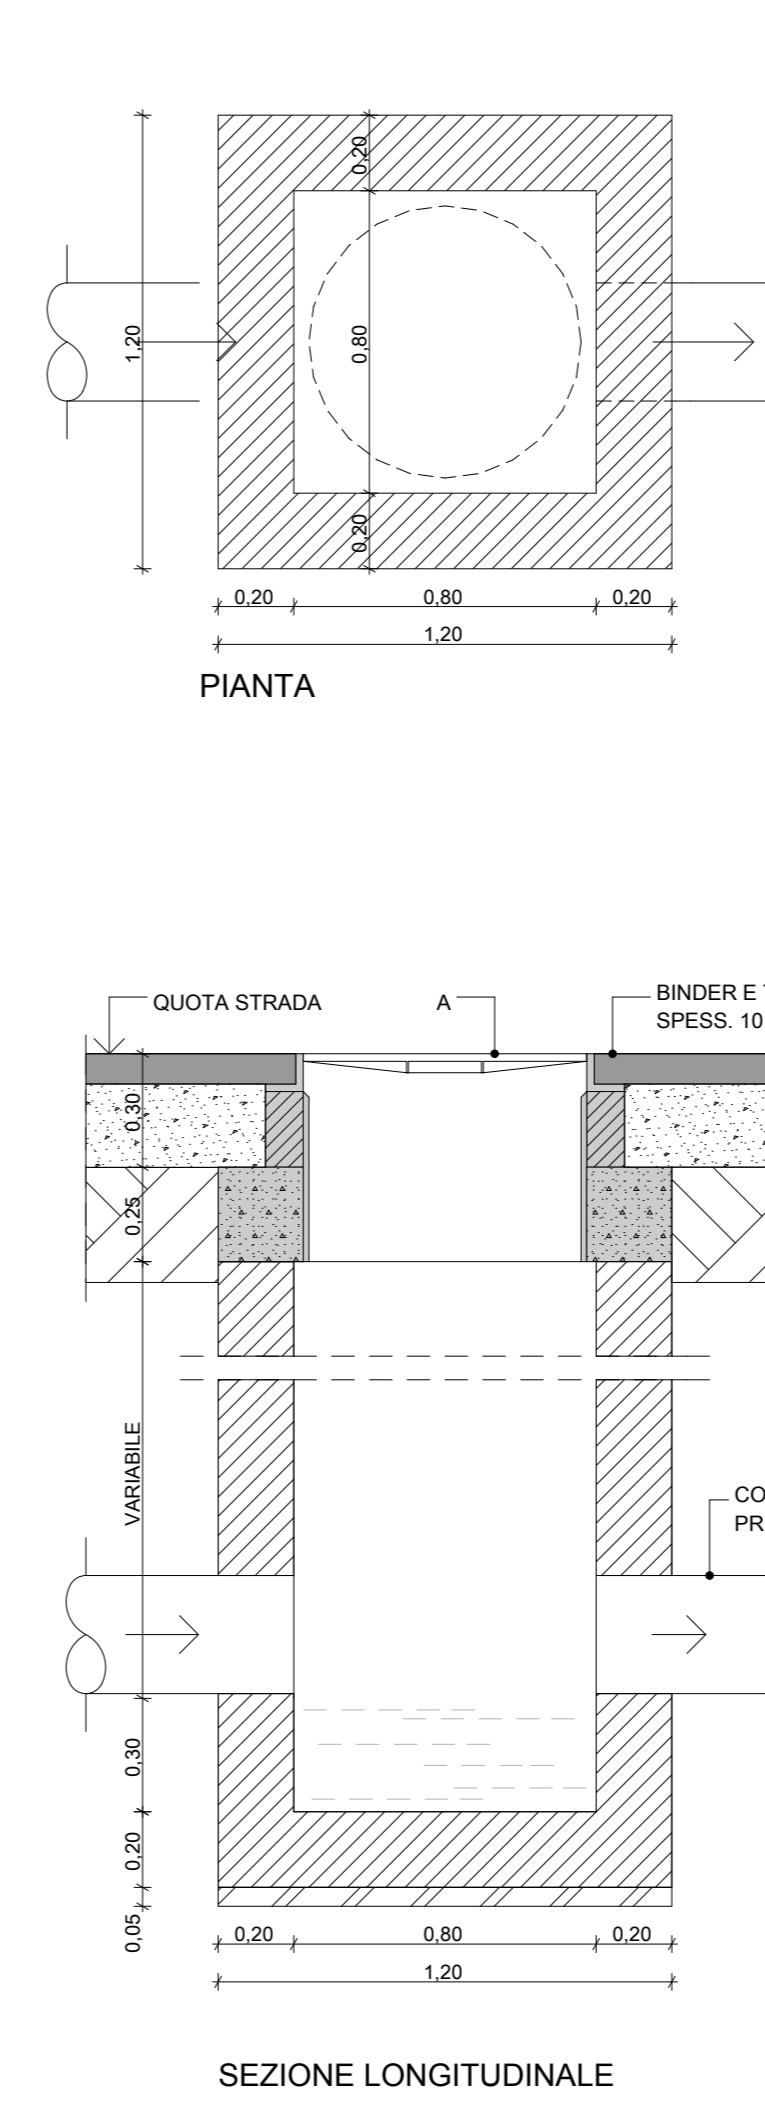 0,20
1,20
0,80
0,20
0,20 0,80 0,20
1,20
PIANTA
QUOTA STRADA A BINDER E
SPESS. 10
0,30
0,25
VARIABILE
CO
PR
0,30
0,20
0,05
0,20 0,80 0,20
1,20
SEZIONE LONGITUDINALE